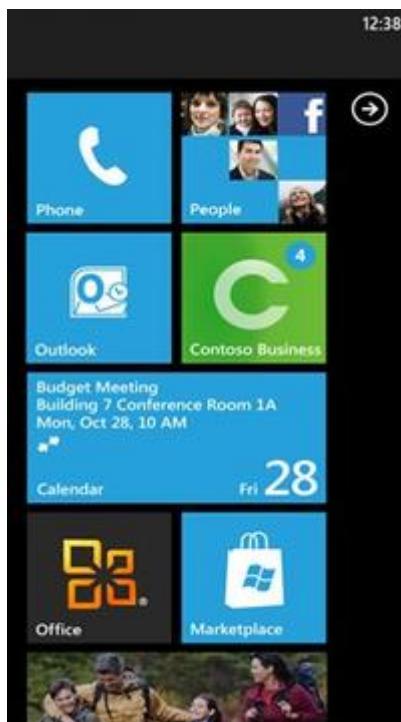 12:38
f
Phone
People
Outlook
4
Contoso Business
Budget Meeting
Building 7 Conference Room 1A
Mon, Oct 28, 10 AM
Calendar
Fri 28
Office
Marketplace